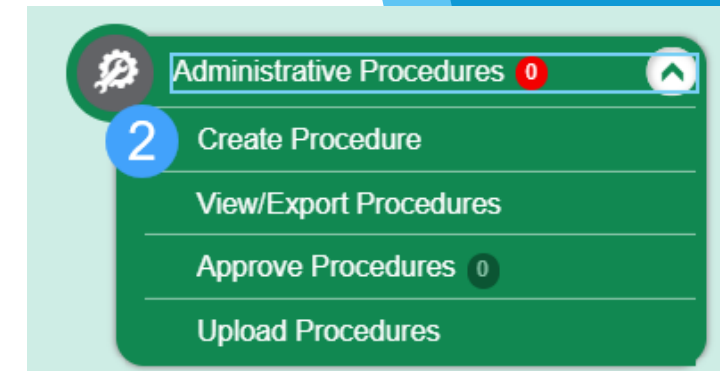 Administrative Procedures 0
2 Create Procedure
View/Export Procedures
Approve Procedures 0
Upload Procedures